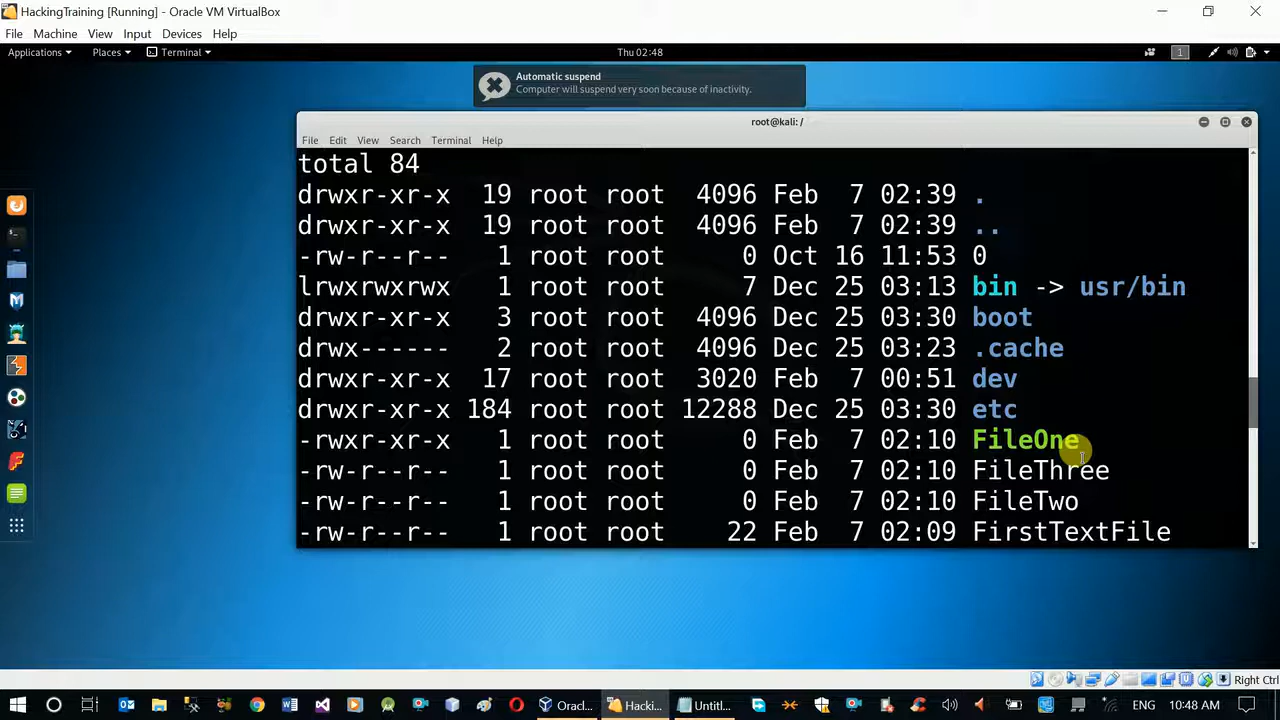 HackingTraining [Running] - Oracle VM VirtualBox
File Machine View Input Devices Help
Applications Places Terminal Thu 02:48 1
Automatic suspend
Computer will suspend very soon because of inactivity.
root@kali: /
File Edit View Search Terminal Help
total 84
drwxr-xr-x 19 root root 4096 Feb 7 02:39 .
drwxr-xr-x 19 root root 4096 Feb 7 02:39 ..
-rw-r--r-- 1 root root 0 Oct 16 11:53 0
lrwxrwxrwx 1 root root 7 Dec 25 03:13 bin -> usr/bin
drwxr-xr-x 3 root root 4096 Dec 25 03:30 boot
drwx------ 2 root root 4096 Dec 25 03:23 .cache
drwxr-xr-x 17 root root 3020 Feb 7 00:51 dev
drwxr-xr-x 184 root root 12288 Dec 25 03:30 etc
-rwxr-xr-x 1 root root 0 Feb 7 02:10 FileOne
-rw-r--r-- 1 root root 0 Feb 7 02:10 FileThree
-rw-r--r-- 1 root root 0 Feb 7 02:10 FileTwo
-rw-r--r-- 1 root root 22 Feb 7 02:09 FirstTextFile
Right Ctrl
Oracl... Hacki... Untitl... ENG 10:48 AM